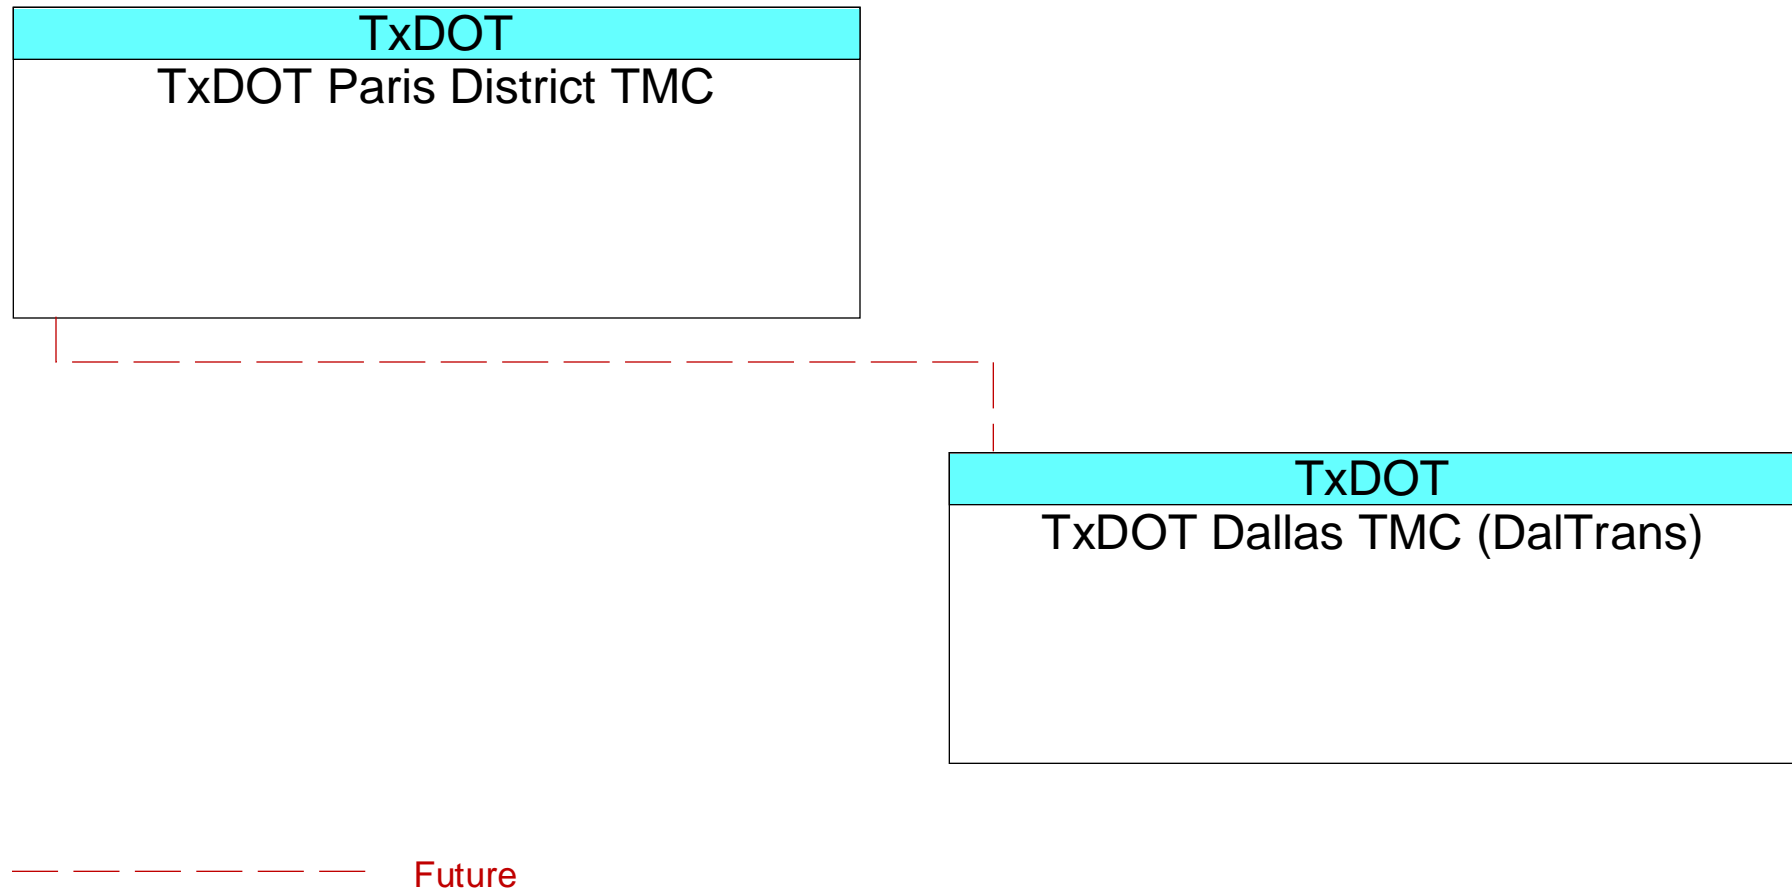 TxDOT
TxDOT Paris District TMC
TxDOT
TxDOT Dallas TMC (DalTrans)
Future